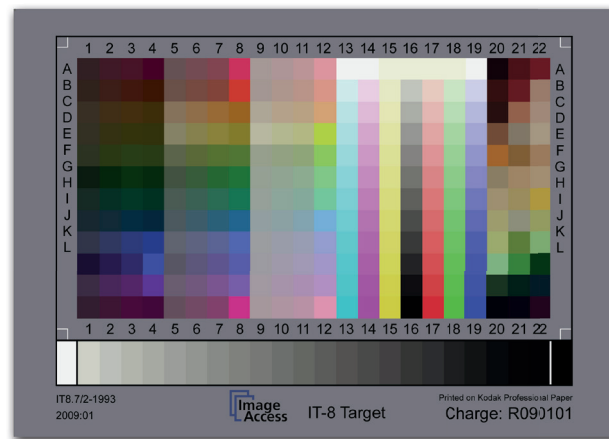 1 2 3 4 5 6 7 8 9 10 11 12 13 14 15 16 17 18 19 20 21 22
A A
B B
C C
D D
E E
F F
G G
H H
I I
J J
K K
L L
1 2 3 4 5 6 7 8 9 10 11 12 13 14 15 16 17 18 19 20 21 22
IT8.7/2-1993
2009:01
Image
Access
IT-8 Target
Printed on Kodak Professional Paper
Charge: R090101